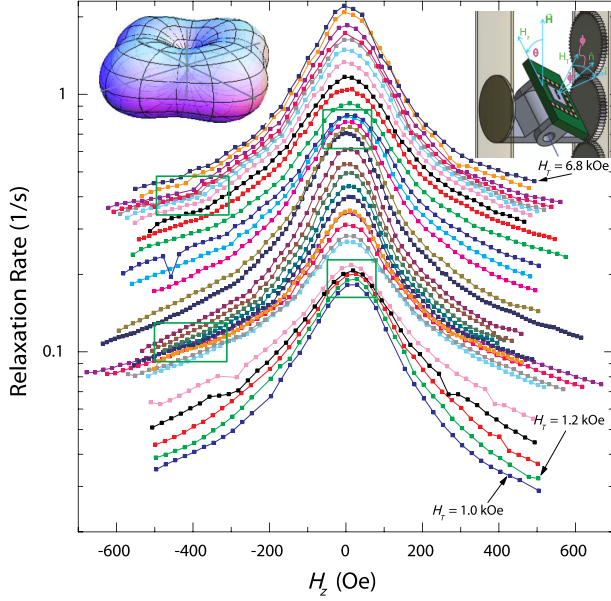 H
H_z
θ
H_T
Φ
n
1
H_T = 6.8 kOe
Relaxation Rate (1/s)
0.1
H_T = 1.2 kOe
H_T = 1.0 kOe
-600 -400 -200 0 200 400 600
H_z (Oe)